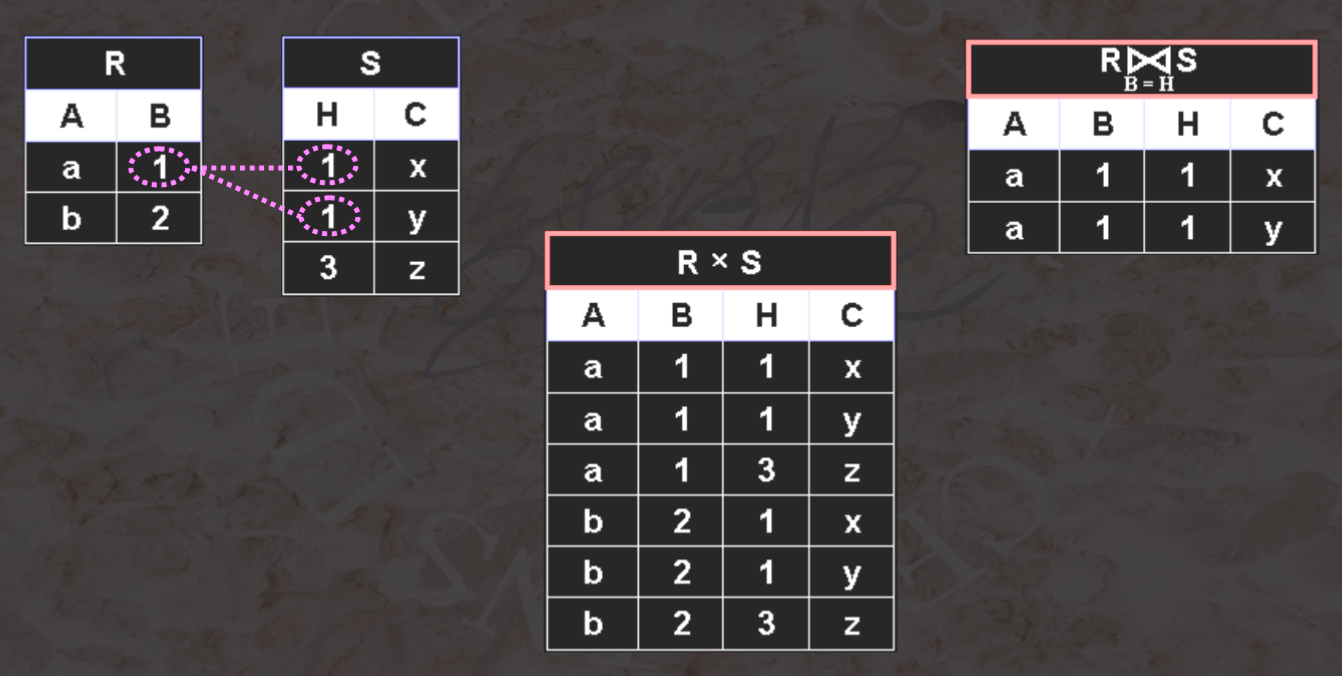 R
A B
a 1
b 2
S
H C
1 x
1 y
3 z
R × S
A B H C
a 1 1 x
a 1 1 y
a 1 3 z
b 2 1 x
b 2 1 y
b 2 3 z
R⋈S
B = H
A B H C
a 1 1 x
a 1 1 y